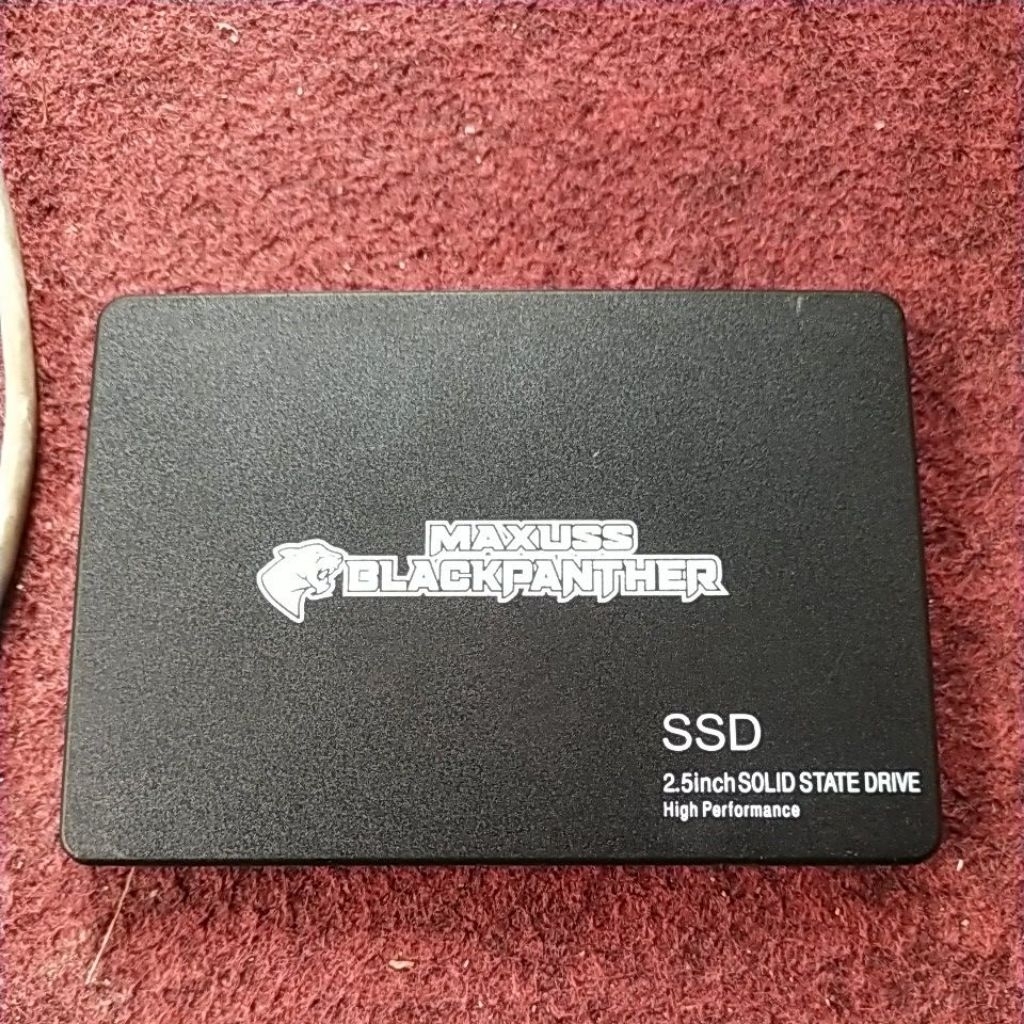 MAXUSS
BLACKPANTHER
SSD
2.5inch SOLID STATE DRIVE
High Performance